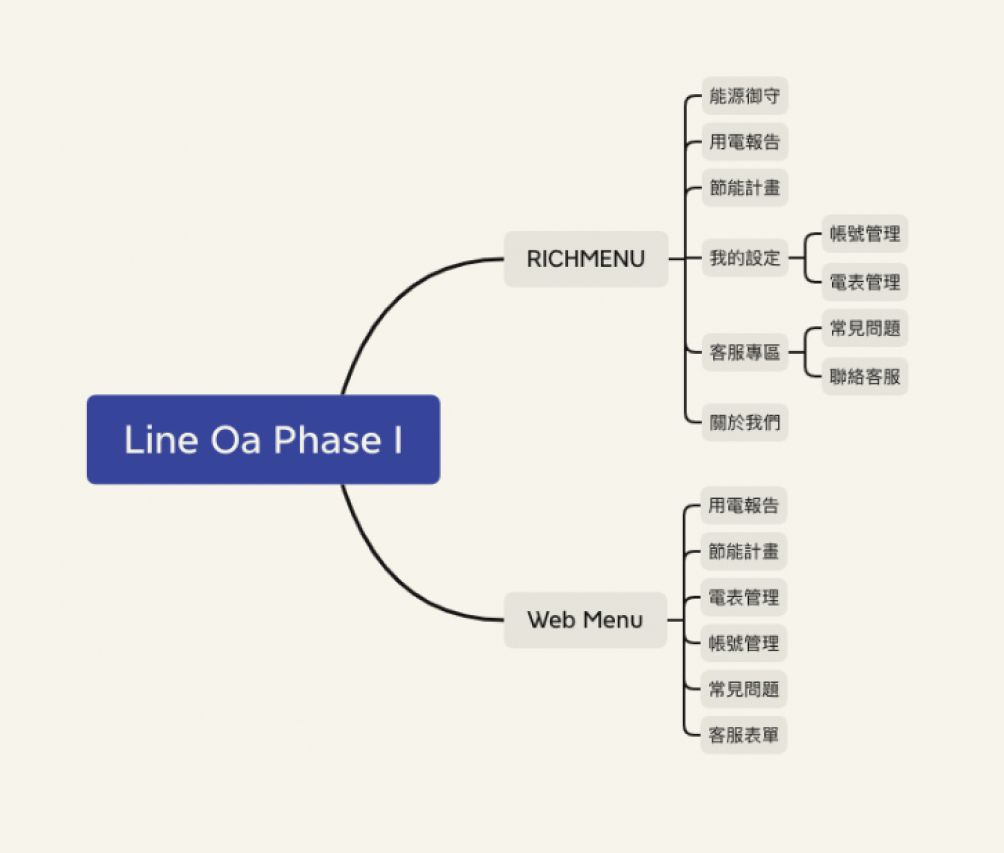 Line Oa Phase I
RICHMENU
能源御守
用電報告
節能計畫
我的設定
帳號管理
電表管理
客服專區
常見問題
聯絡客服
關於我們
Web Menu
用電報告
節能計畫
電表管理
帳號管理
常見問題
客服表單